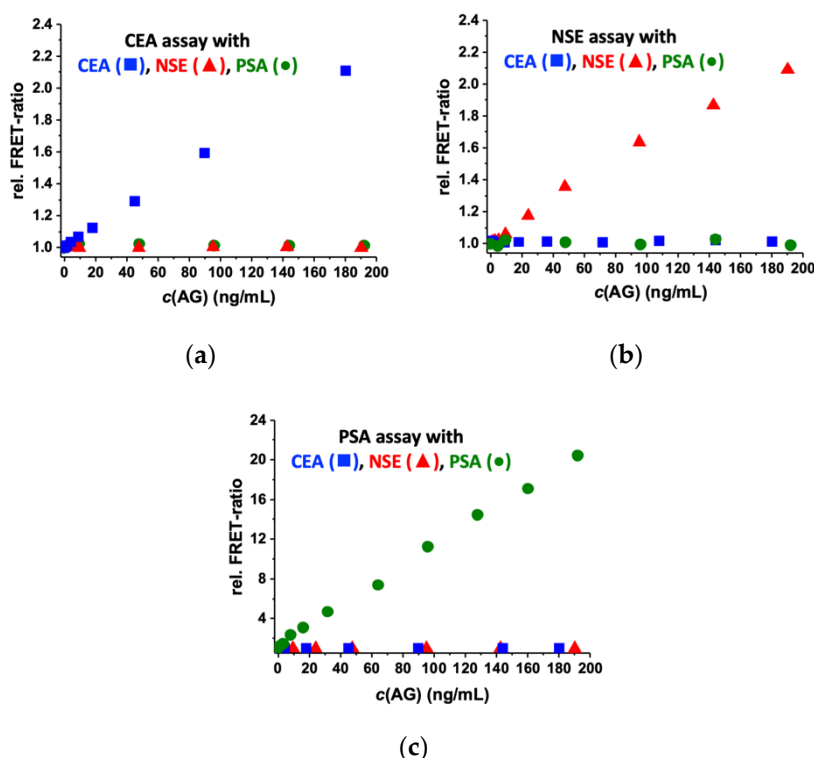 CEA assay with
CEA (■), NSE (▲), PSA (●)
2.4
2.2
2.0
1.8
1.6
1.4
1.2
1.0
rel. FRET-ratio
0 20 40 60 80 100 120 140 160 180 200
c(AG) (ng/mL)
(a)
NSE assay with
CEA (■), NSE (▲), PSA (●)
2.4
2.2
2.0
1.8
1.6
1.4
1.2
1.0
rel. FRET-ratio
0 20 40 60 80 100 120 140 160 180 200
c(AG) (ng/mL)
(b)
PSA assay with
CEA (■), NSE (▲), PSA (●)
24
20
16
12
8
4
rel. FRET-ratio
0 20 40 60 80 100 120 140 160 180 200
c(AG) (ng/mL)
(c)